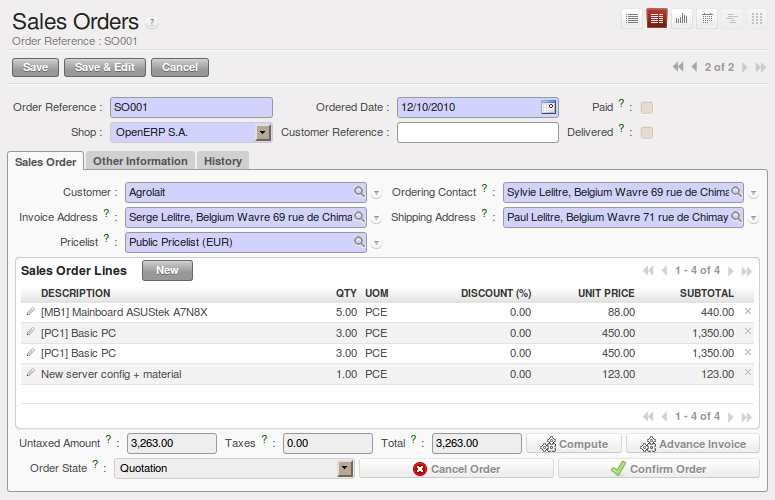 Sales Orders ?
Order Reference : SO001
Save Save & Edit Cancel 2 of 2
Order Reference : SO001 Ordered Date : 12/10/2010 Paid ? :
Shop : OpenERP S.A. Customer Reference : Delivered ? :
Sales Order Other Information History
Customer : Agrolait Ordering Contact ? : Sylvie Lelitre, Belgium Wavre 69 rue de Chima
Invoice Address ? : Serge Lelitre, Belgium Wavre 69 rue de Chima Shipping Address ? : Paul Lelitre, Belgium Wavre 71 rue de Chimay
Pricelist : Public Pricelist (EUR)
Sales Order Lines New 1 - 4 of 4
DESCRIPTION QTY UOM DISCOUNT (%) UNIT PRICE SUBTOTAL
[MB1] Mainboard ASUStek A7N8X 5.00 PCE 0.00 88.00 440.00
[PC1] Basic PC 3.00 PCE 0.00 450.00 1,350.00
[PC1] Basic PC 3.00 PCE 0.00 450.00 1,350.00
New server config + material 1.00 PCE 0.00 123.00 123.00
1 - 4 of 4
Untaxed Amount ? : 3,263.00 Taxes ? : 0.00 Total ? : 3,263.00 Compute Advance Invoice
Order State ? : Quotation Cancel Order Confirm Order